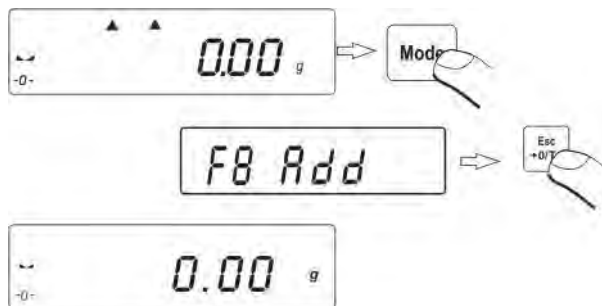 0.00 g
-0-
Mode
F8 Add
Esc
→0/T
0.00 g
-0-